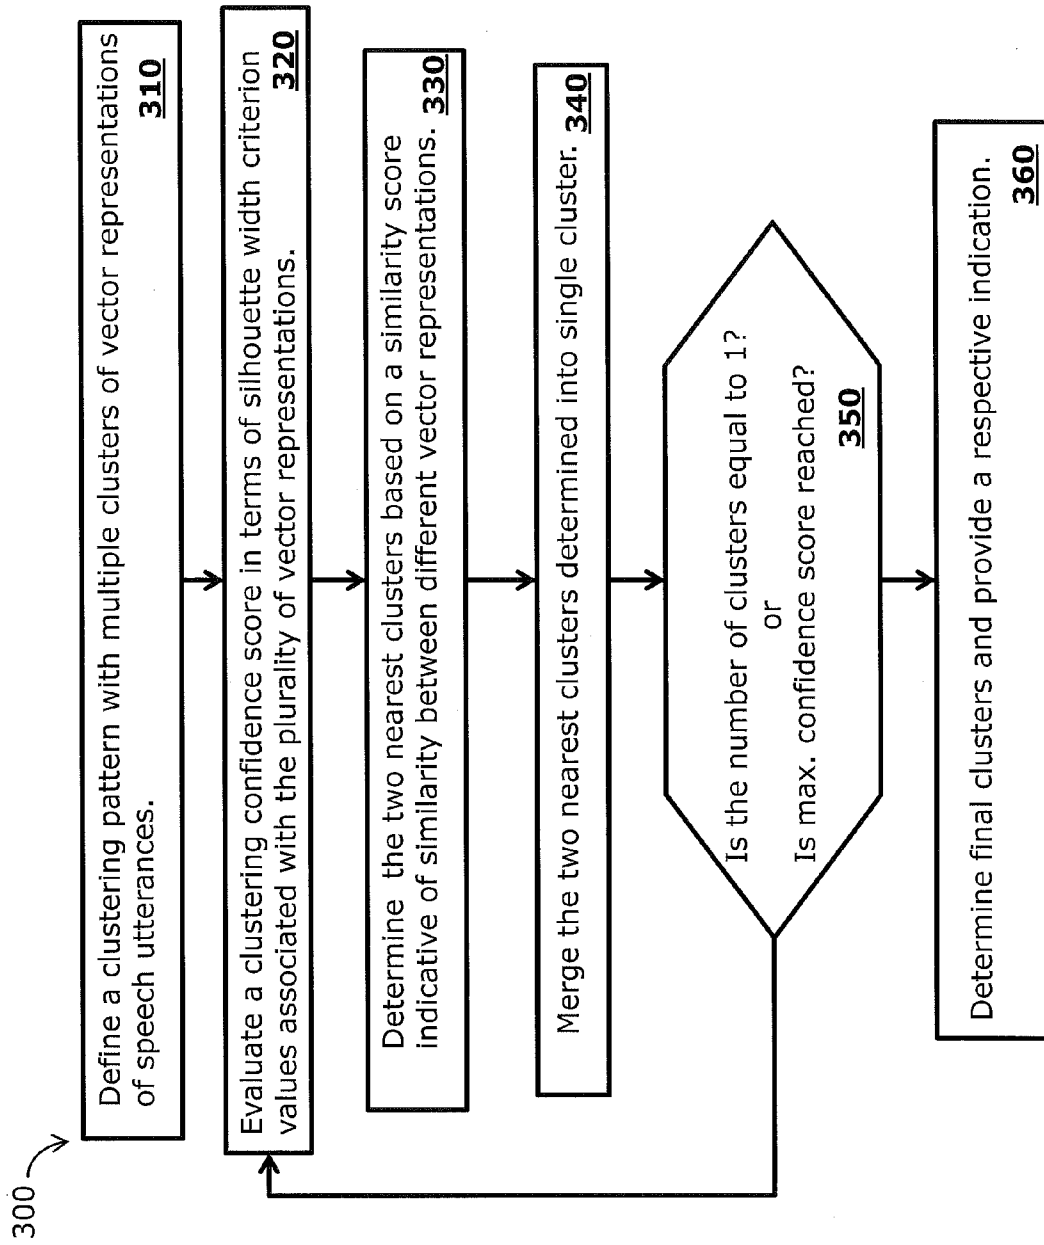 300
Define a clustering pattern with multiple clusters of vector representations
of speech utterances.
310
Evaluate a clustering confidence score in terms of silhouette width criterion
values associated with the plurality of vector representations.
320
Determine the two nearest clusters based on a similarity score
indicative of similarity between different vector representations.
330
Merge the two nearest clusters determined into single cluster.
340
Is the number of clusters equal to 1?
or
Is max. confidence score reached?
350
Determine final clusters and provide a respective indication.
360